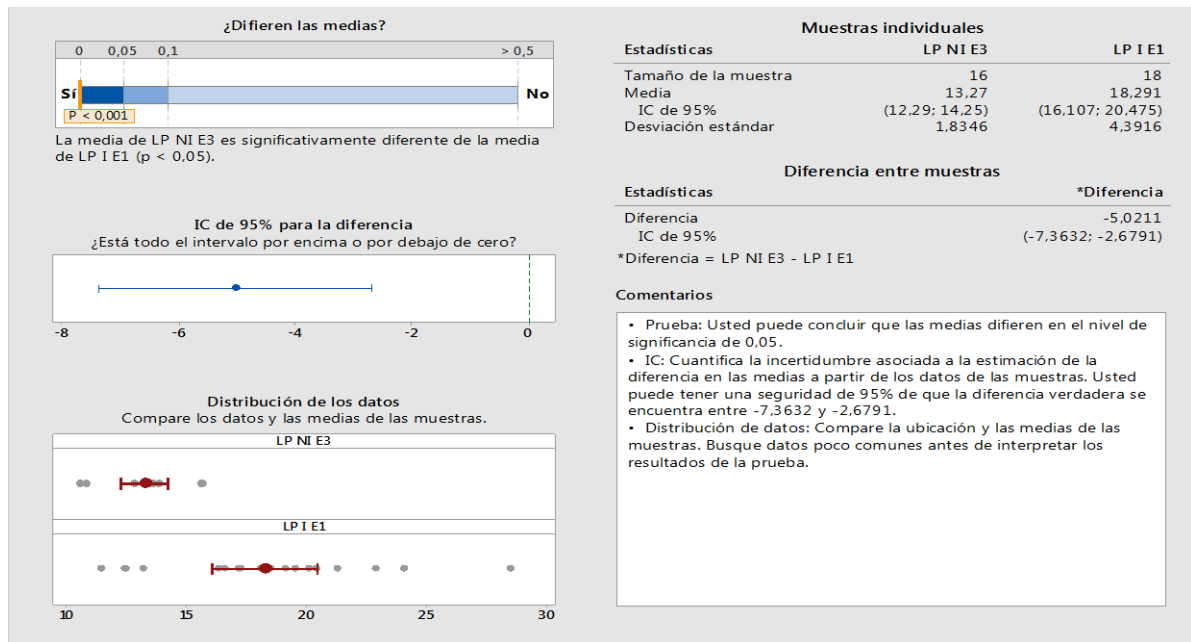 ¿Difieren las medias?
0 0,05 0,1 > 0,5
Sí No
P < 0,001
La media de LP NI E3 es significativamente diferente de la media
de LP I E1 (p < 0,05).
IC de 95% para la diferencia
¿Está todo el intervalo por encima o por debajo de cero?
-8 -6 -4 -2 0
Distribución de los datos
Compare los datos y las medias de las muestras.
LP NI E3
LP I E1
10 15 20 25 30
Muestras individuales
Estadísticas LP NI E3 LP I E1
Tamaño de la muestra 16 18
Media 13,27 18,291
IC de 95% (12,29; 14,25) (16,107; 20,475)
Desviación estándar 1,8346 4,3916
Diferencia entre muestras
Estadísticas *Diferencia
Diferencia -5,0211
IC de 95% (-7,3632; -2,6791)
*Diferencia = LP NI E3 - LP I E1
Comentarios
• Prueba: Usted puede concluir que las medias difieren en el nivel de
significancia de 0,05.
• IC: Cuantifica la incertidumbre asociada a la estimación de la
diferencia en las medias a partir de los datos de las muestras. Usted
puede tener una seguridad de 95% de que la diferencia verdadera se
encuentra entre -7,3632 y -2,6791.
• Distribución de datos: Compare la ubicación y las medias de las
muestras. Busque datos poco comunes antes de interpretar los
resultados de la prueba.